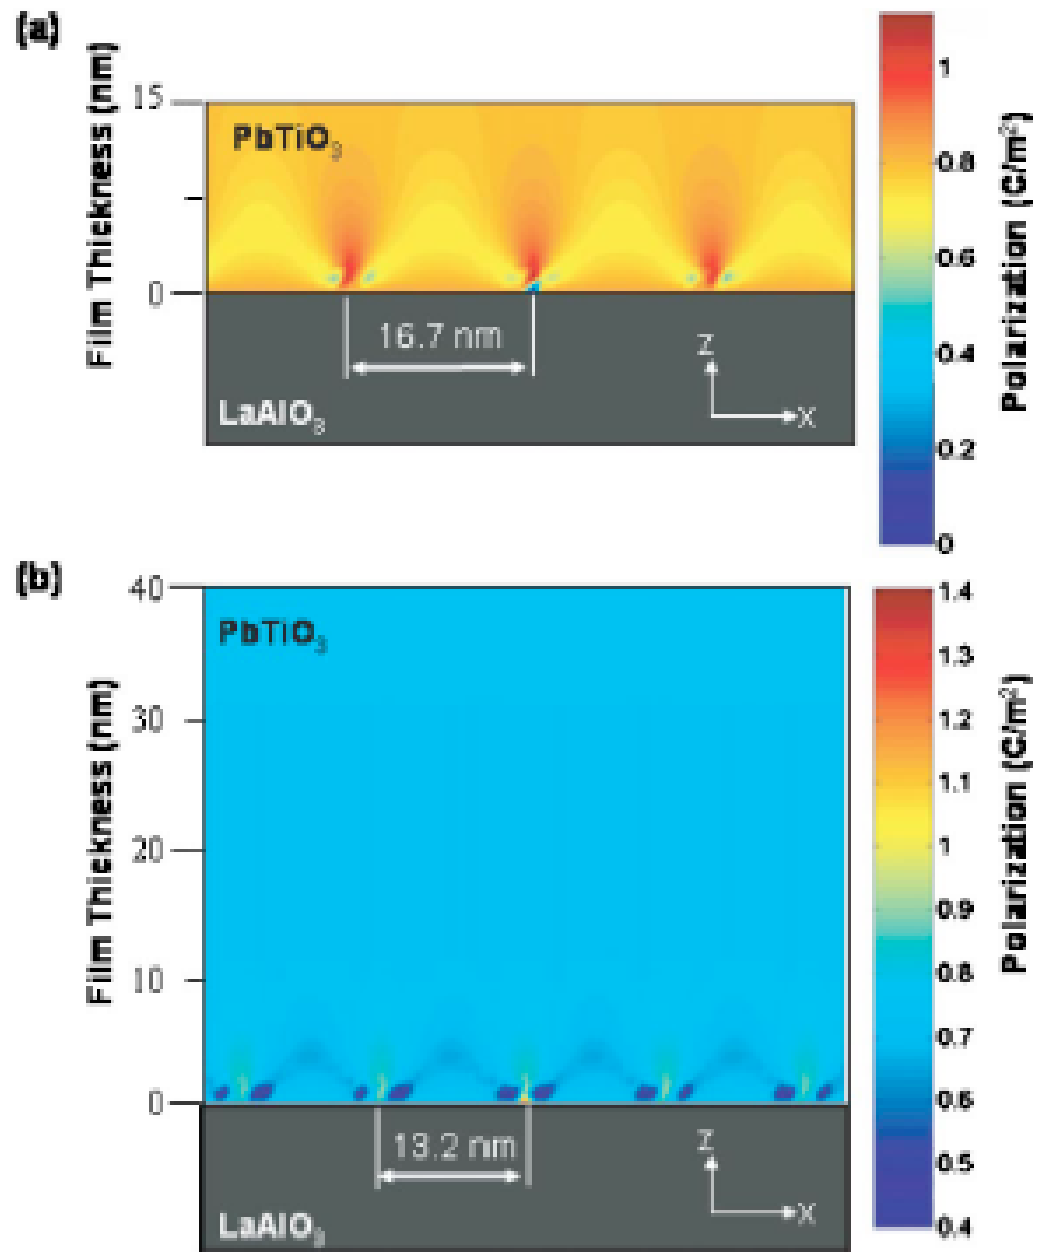 (a)
Film Thickness (nm)
15
0
PbTiO3
16.7 nm
Z
X
LaAlO3
1
0.8
0.6
0.4
0.2
0
Polarization (C/m²)
(b)
Film Thickness (nm)
40
30
20
10
0
PbTiO3
13.2 nm
Z
X
LaAlO3
1.4
1.3
1.2
1.1
1
0.9
0.8
0.7
0.6
0.5
0.4
Polarization (C/m²)